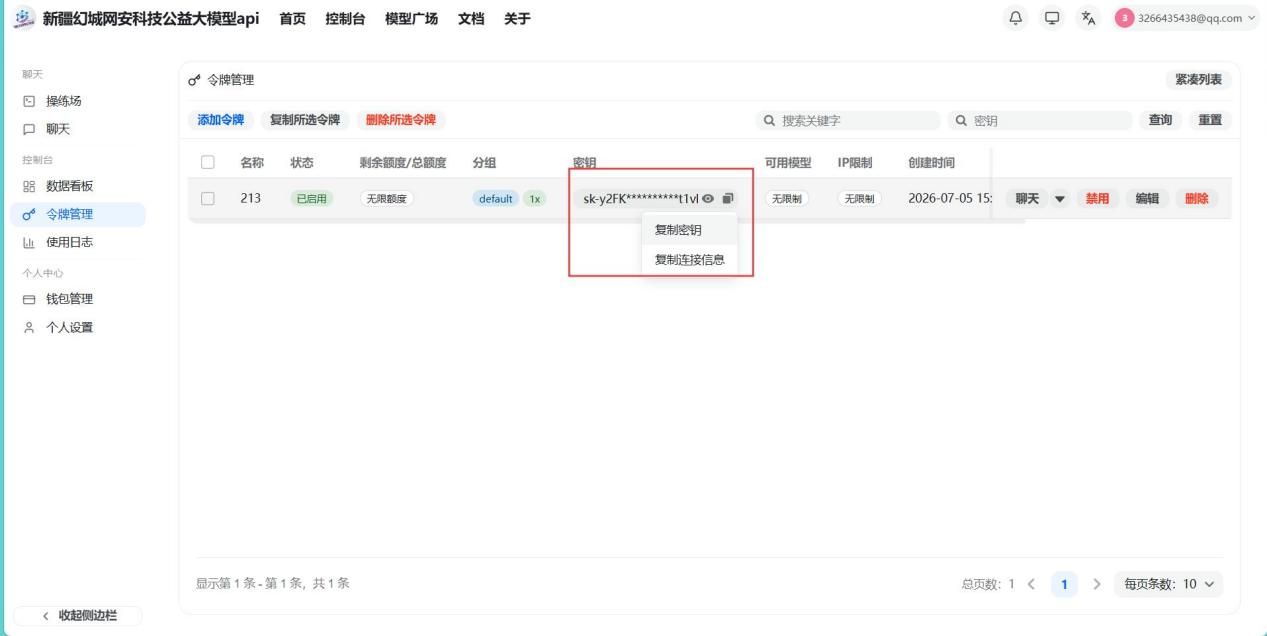 新疆幻城网安科技公益大模型api 首页 控制台 模型广场 文档 关于 3 3266435438@qq.com
聊天
操练场
聊天
控制台
数据看板
令牌管理
使用日志
个人中心
钱包管理
个人设置
收起侧边栏
令牌管理 紧凑列表
添加令牌 复制所选令牌 删除所选令牌 搜索关键字 密钥 查询 重置
名称 状态 剩余额度/总额度 分组 密钥 可用模型 IP限制 创建时间
213 已启用 无限额度 default 1x sk-y2FK**********t1vl 无限制 无限制 2026-07-05 15: 聊天 禁用 编辑 删除
复制密钥
复制连接信息
显示第 1 条 - 第 1 条，共 1 条 总页数：1 1 每页条数：10